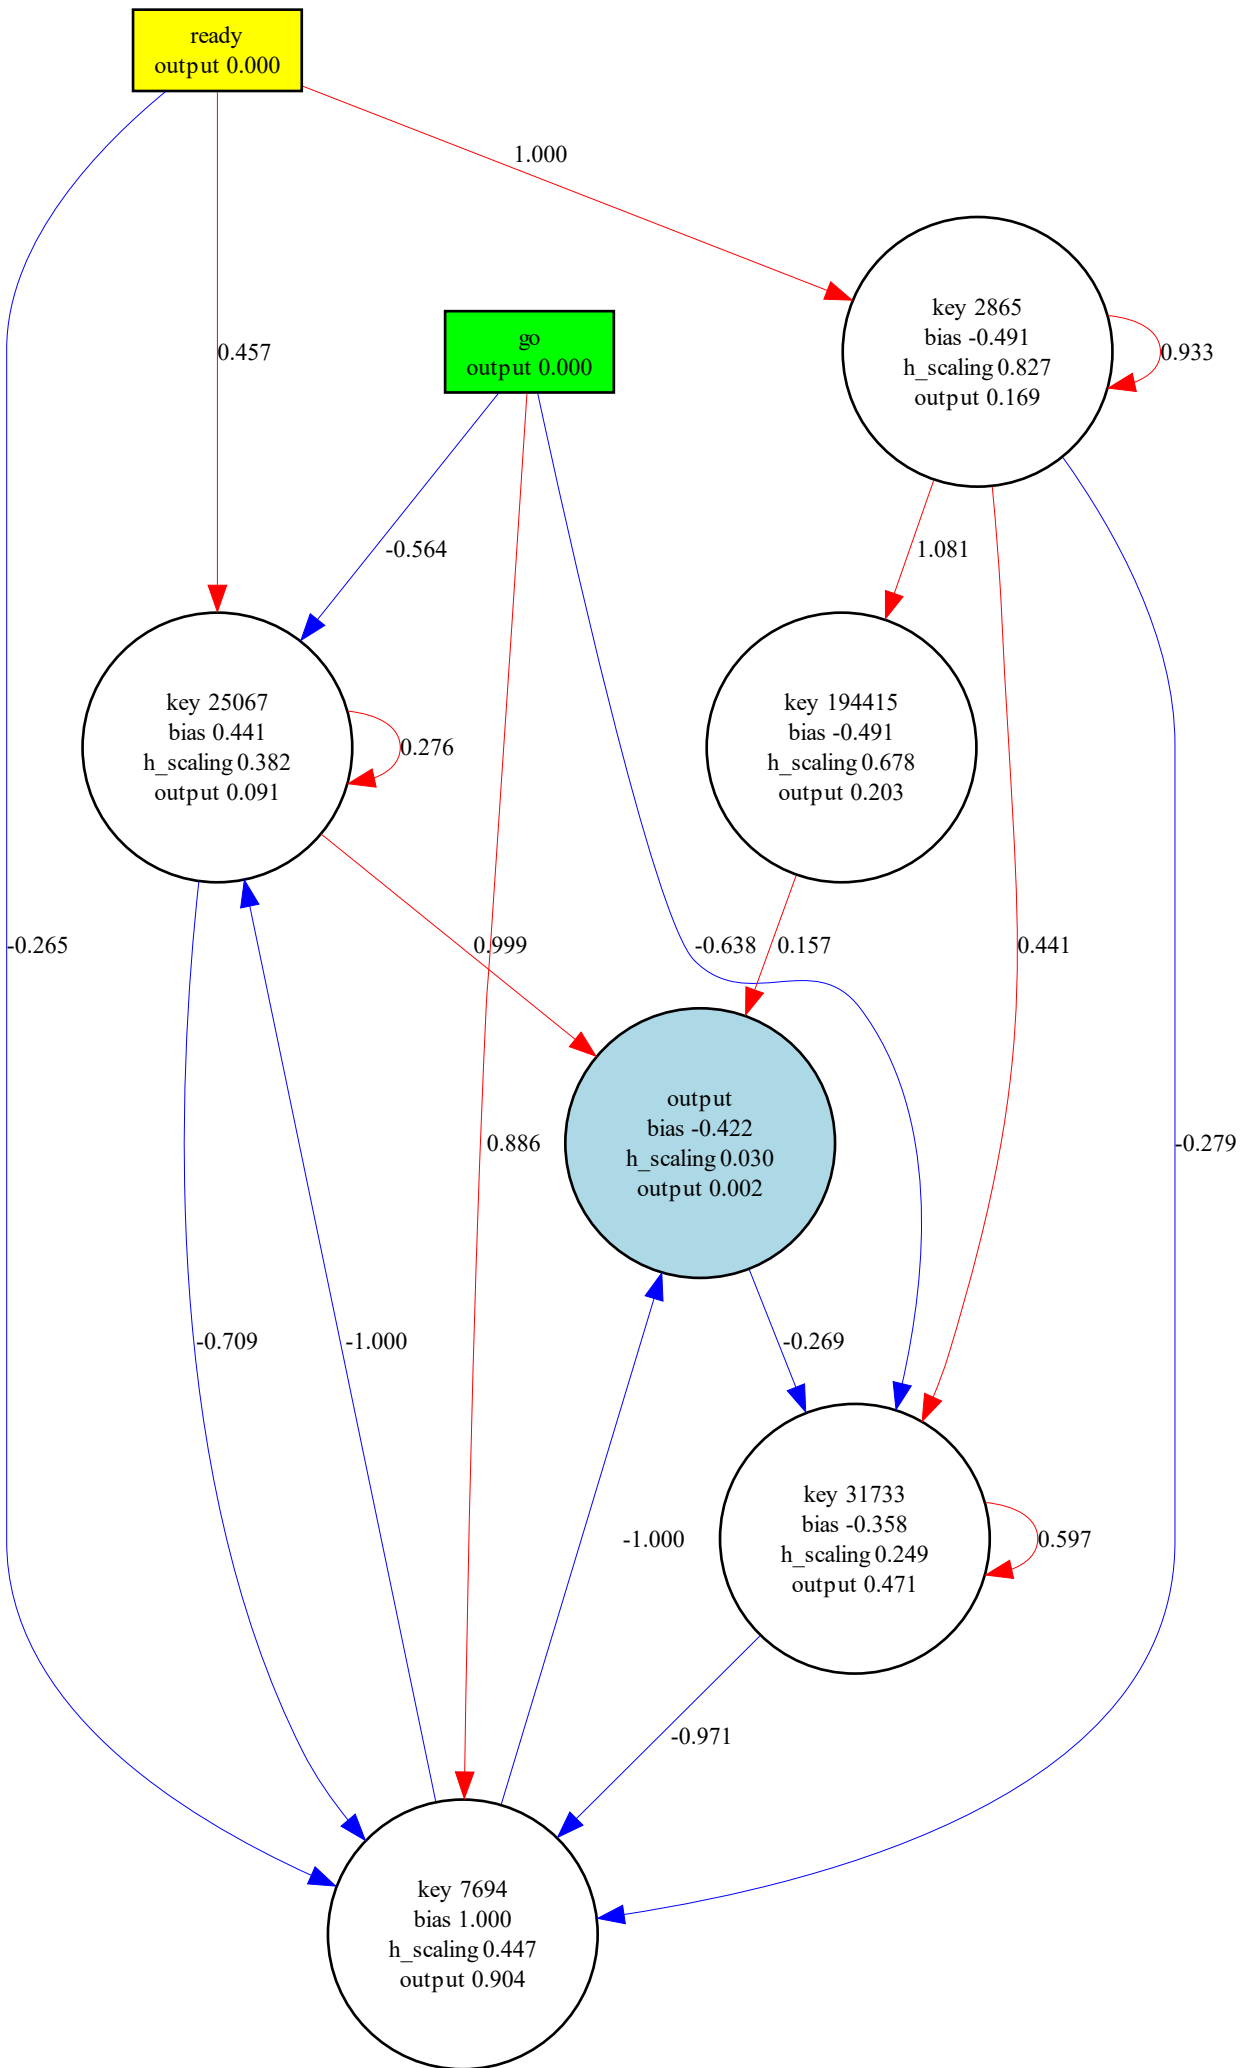 ready
output 0.000
1.000
key 2865
bias -0.491
h_scaling 0.827
output 0.169
0.933
go
output 0.000
0.457
-0.564
1.081
key 25067
bias 0.441
h_scaling 0.382
output 0.091
0.276
key 194415
bias -0.491
h_scaling 0.678
output 0.203
-0.265
0.999
-0.638
0.157
0.441
output
bias -0.422
h_scaling 0.030
output 0.002
0.886
-0.279
-0.709
-1.000
-0.269
key 31733
bias -0.358
h_scaling 0.249
output 0.471
-1.000
0.597
-0.971
key 7694
bias 1.000
h_scaling 0.447
output 0.904